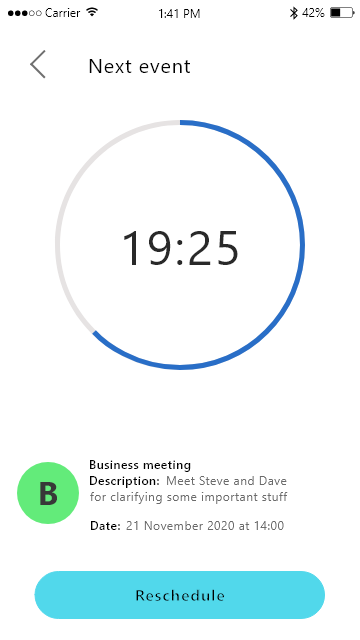 Carrier 1:41 PM 42%
Next event
19:25
B
Business meeting
Description: Meet Steve and Dave
for clarifying some important stuff
Date: 21 November 2020 at 14:00
Reschedule